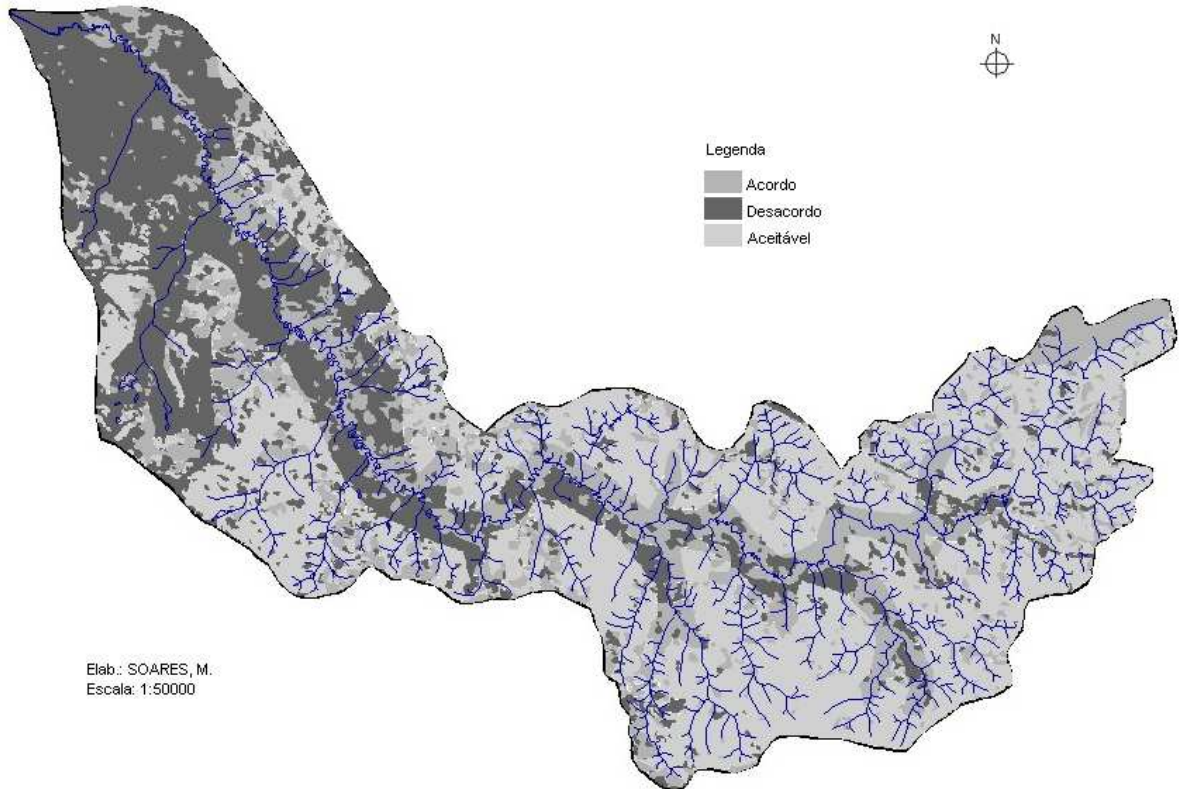 N
Legenda
Acordo
Desacordo
Aceitável
Elab.: SOARES, M.
Escala: 1:50000